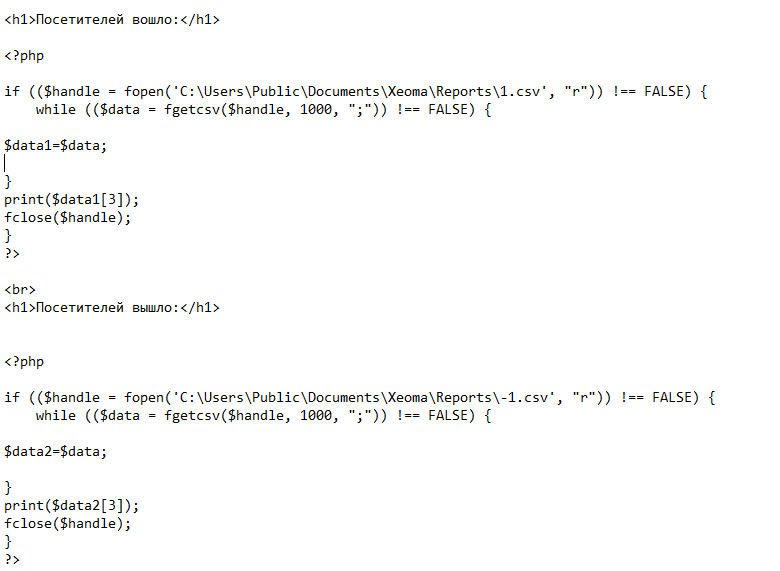 <h1>Посетителей вошло:</h1>
<?php
if (($handle = fopen('C:\Users\Public\Documents\Xeoma\Reports\1.csv', "r")) !== FALSE) {
    while (($data = fgetcsv($handle, 1000, ";")) !== FALSE) {
$data1=$data;
}
print($data1[3]);
fclose($handle);
}
?>
<br>
<h1>Посетителей вышло:</h1>
<?php
if (($handle = fopen('C:\Users\Public\Documents\Xeoma\Reports\-1.csv', "r")) !== FALSE) {
    while (($data = fgetcsv($handle, 1000, ";")) !== FALSE) {
$data2=$data;
}
print($data2[3]);
fclose($handle);
}
?>